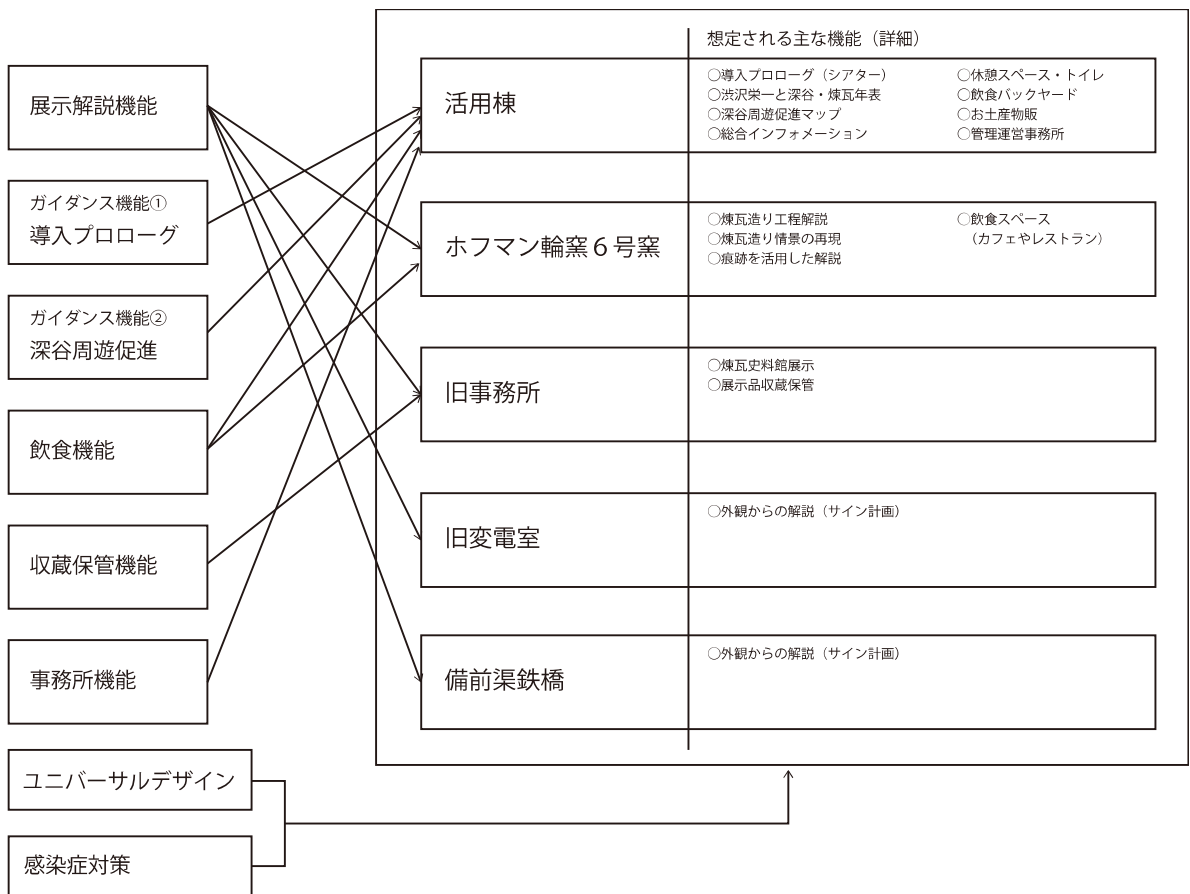 展示解説機能
ガイダンス機能①
導入プロローグ
ガイダンス機能②
深谷周遊促進
飲食機能
収蔵保管機能
事務所機能
ユニバーサルデザイン
感染症対策
想定される主な機能（詳細）
活用棟
○導入プロローグ（シアター）
○渋沢栄一と深谷・煉瓦年表
○深谷周遊促進マップ
○総合インフォメーション
○休憩スペース・トイレ
○飲食バックヤード
○お土産物販
○管理運営事務所
ホフマン輪窯６号窯
○煉瓦造り工程解説
○煉瓦造り情景の再現
○痕跡を活用した解説
○飲食スペース
（カフェやレストラン）
旧事務所
○煉瓦史料館展示
○展示品収蔵保管
旧変電室
○外観からの解説（サイン計画）
備前渠鉄橋
○外観からの解説（サイン計画）